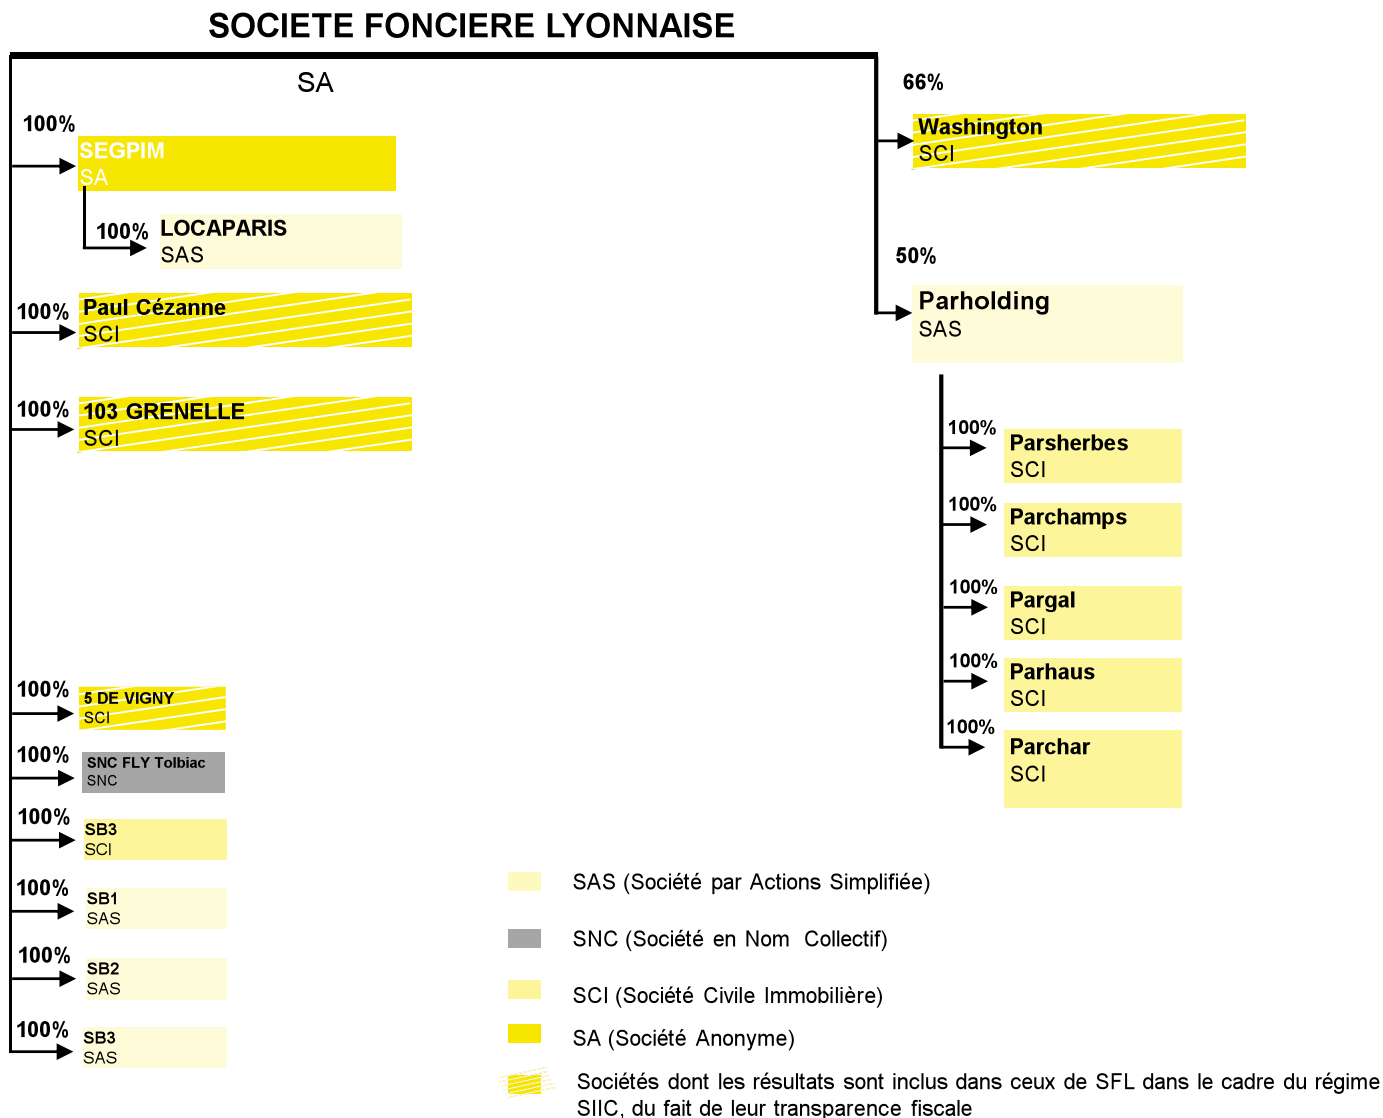 SOCIETE FONCIERE LYONNAISE
SA
100%
SEGPIM
SA
100%
LOCAPARIS
SAS
100%
Paul Cézanne
SCI
100%
103 GRENELLE
SCI
100%
5 DE VIGNY
SCI
100%
SNC FLY Tolbiac
SNC
100%
SB3
SCI
100%
SB1
SAS
100%
SB2
SAS
100%
SB3
SAS
66%
Washington
SCI
50%
Parholding
SAS
100%
Parsherbes
SCI
100%
Parchamps
SCI
100%
Pargal
SCI
100%
Parhaus
SCI
100%
Parchar
SCI
SAS (Société par Actions Simplifiée)
SNC (Société en Nom Collectif)
SCI (Société Civile Immobilière)
SA (Société Anonyme)
Sociétés dont les résultats sont inclus dans ceux de SFL dans le cadre du régime
SIIC, du fait de leur transparence fiscale